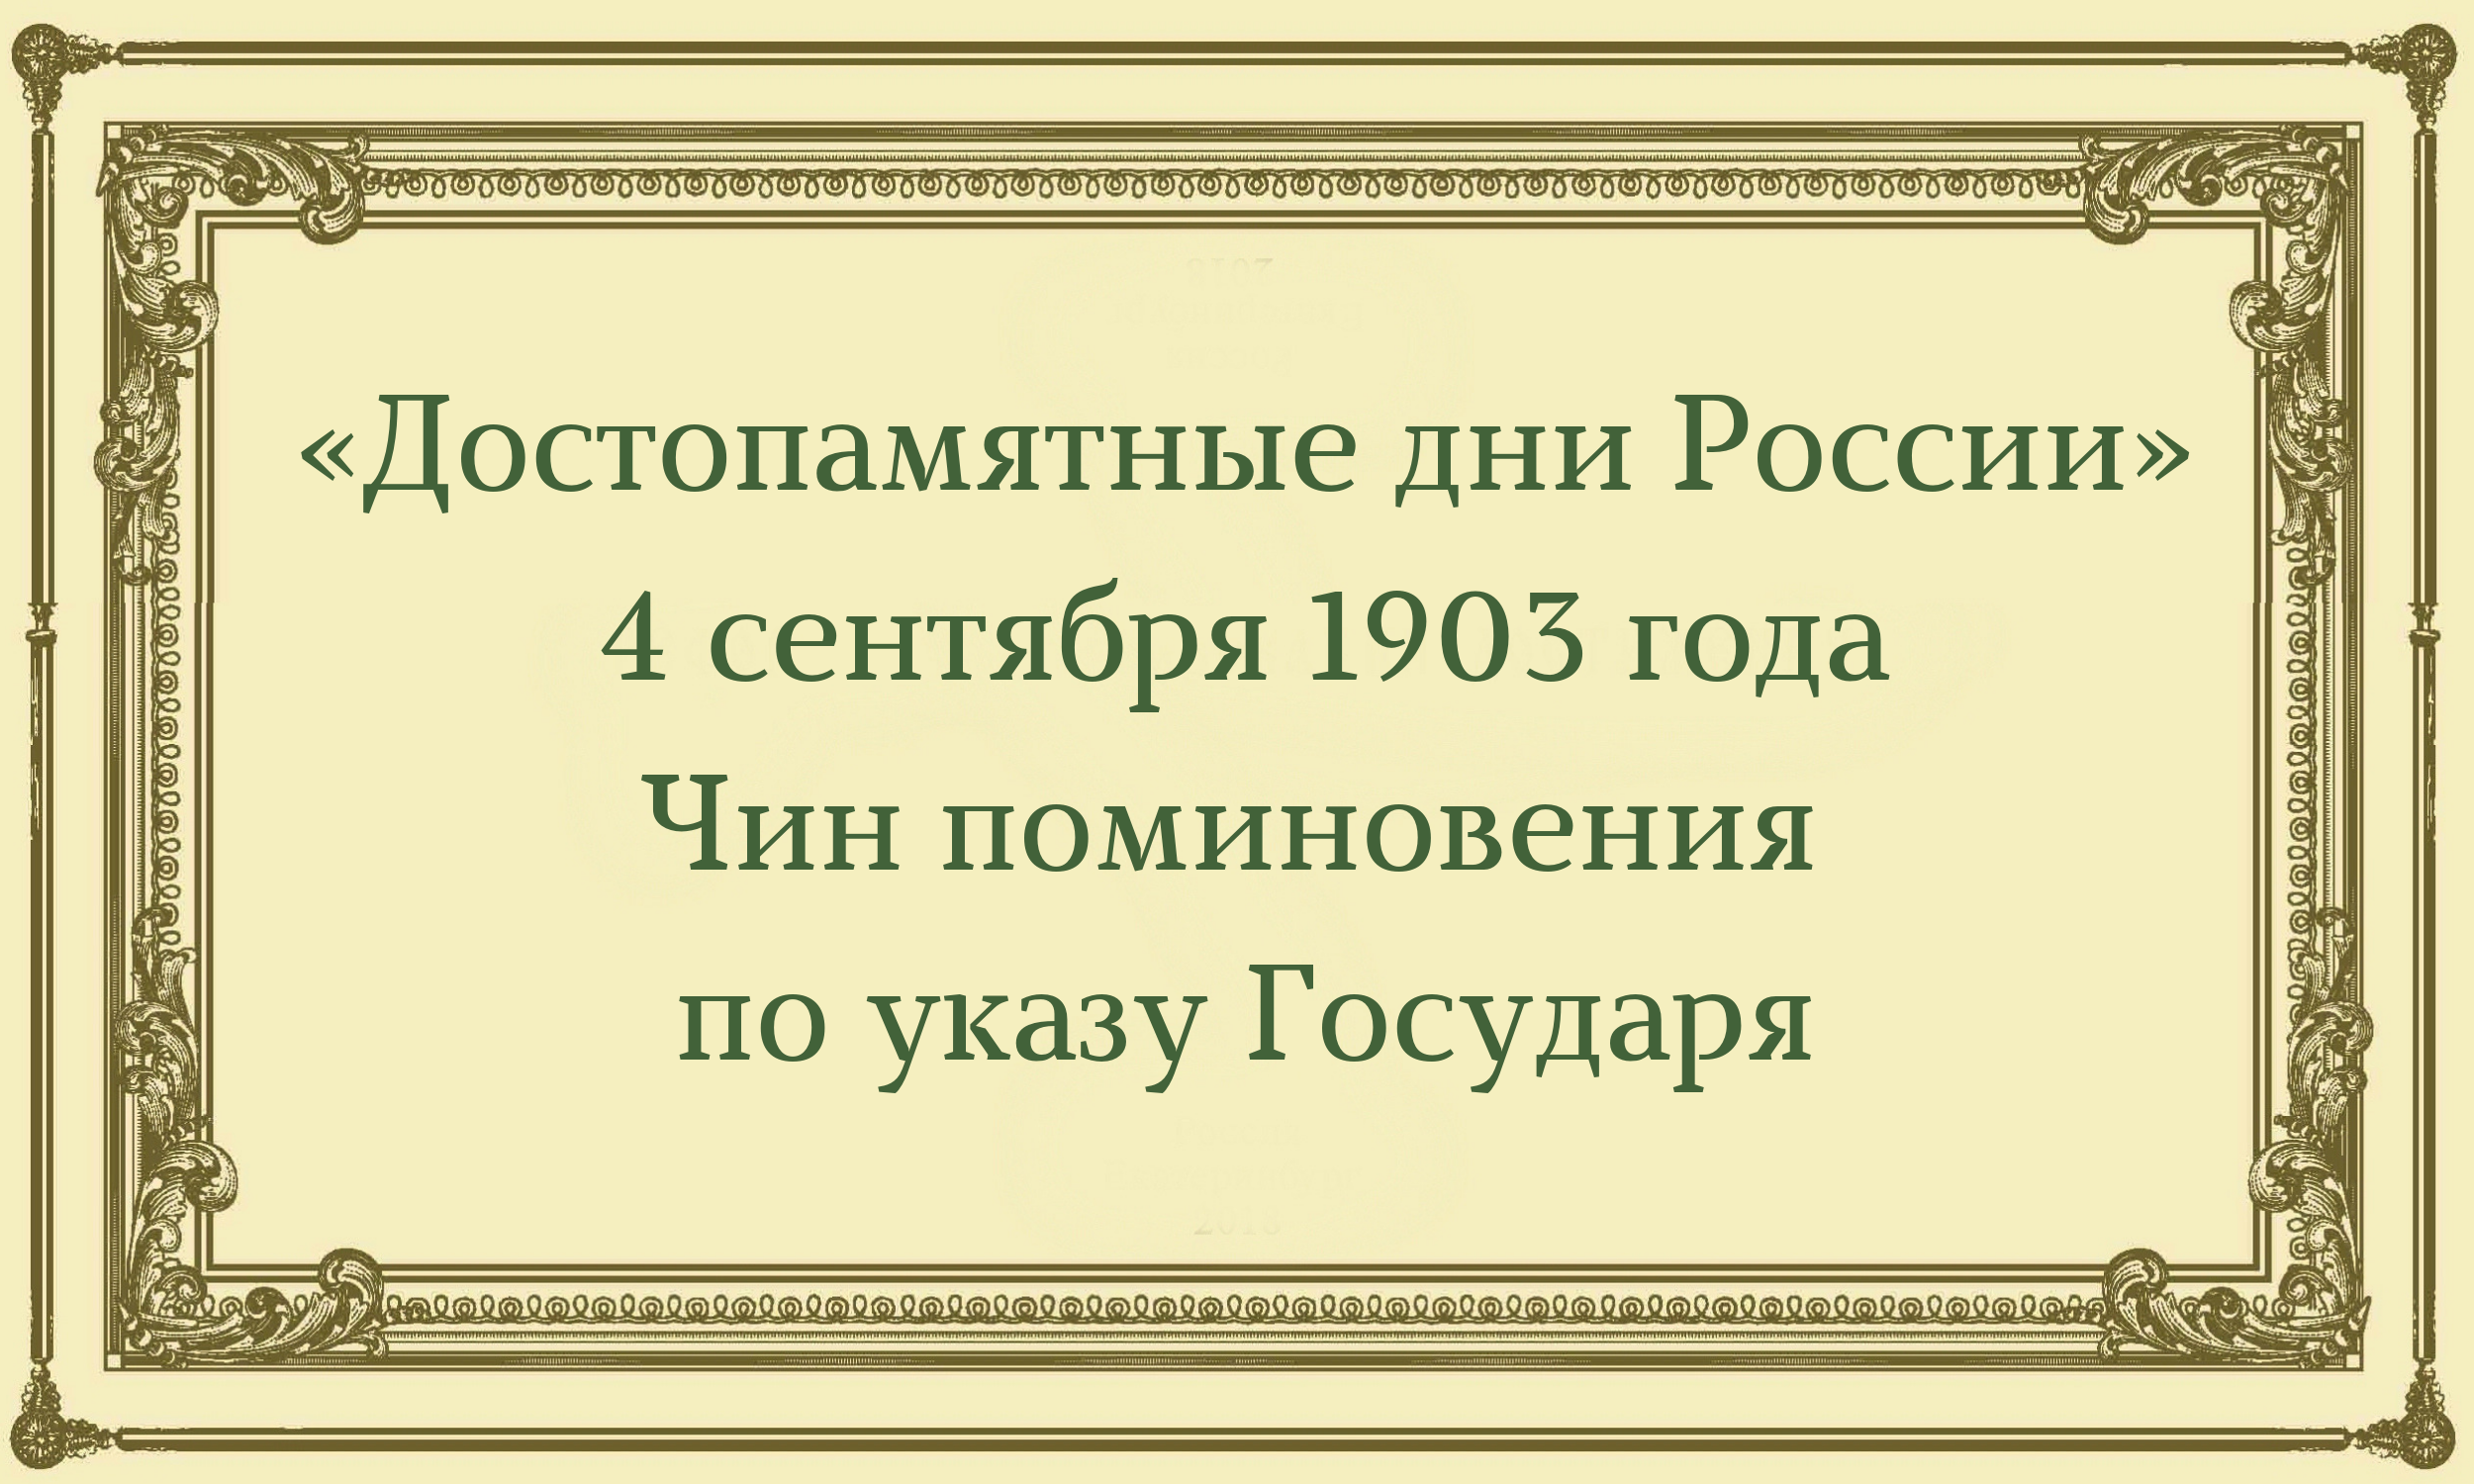 «Достопамятные дни России»
4 сентября 1903 года
Чин поминовения
по указу Государя